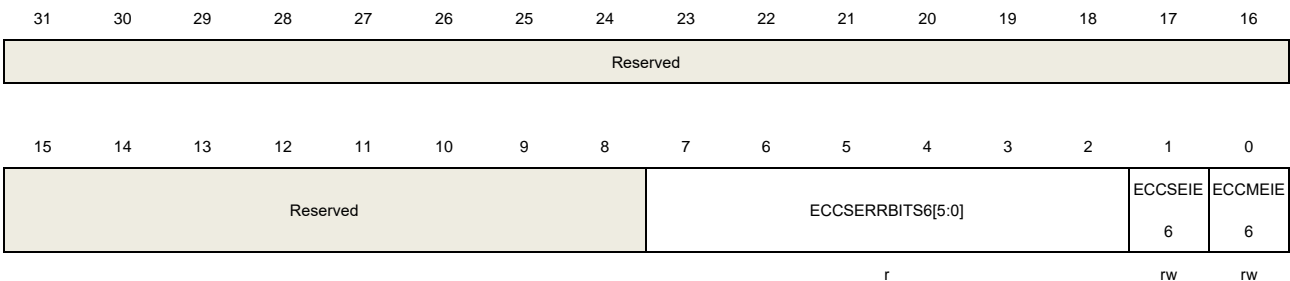 31 30 29 28 27 26 25 24 23 22 21 20 19 18 17 16
Reserved
15 14 13 12 11 10 9 8 7 6 5 4 3 2 1 0
Reserved ECCSERRBITS6[5:0] ECCSEIE ECCMEIE
6 6
r rw rw